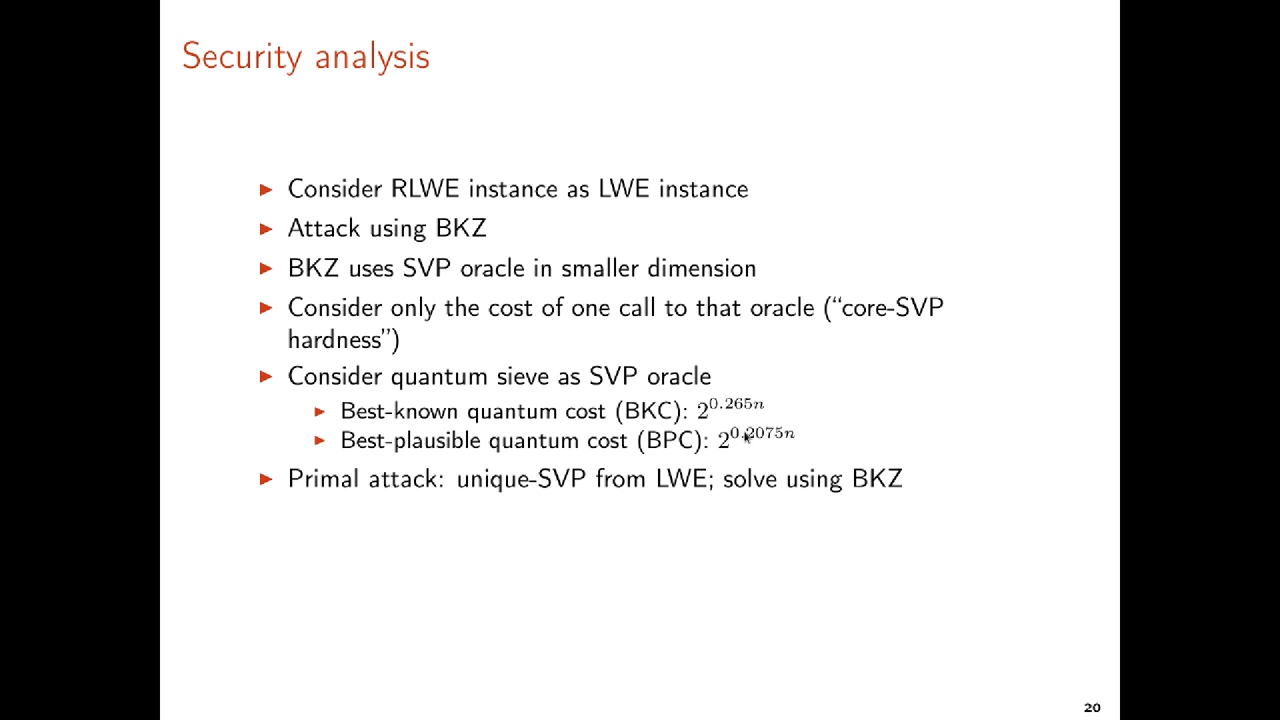 Security analysis
► Consider RLWE instance as LWE instance
► Attack using BKZ
► BKZ uses SVP oracle in smaller dimension
► Consider only the cost of one call to that oracle (“core-SVP
hardness”)
► Consider quantum sieve as SVP oracle
► Best-known quantum cost (BKC): 2^0.265n
► Best-plausible quantum cost (BPC): 2^0.2075n
► Primal attack: unique-SVP from LWE; solve using BKZ
20